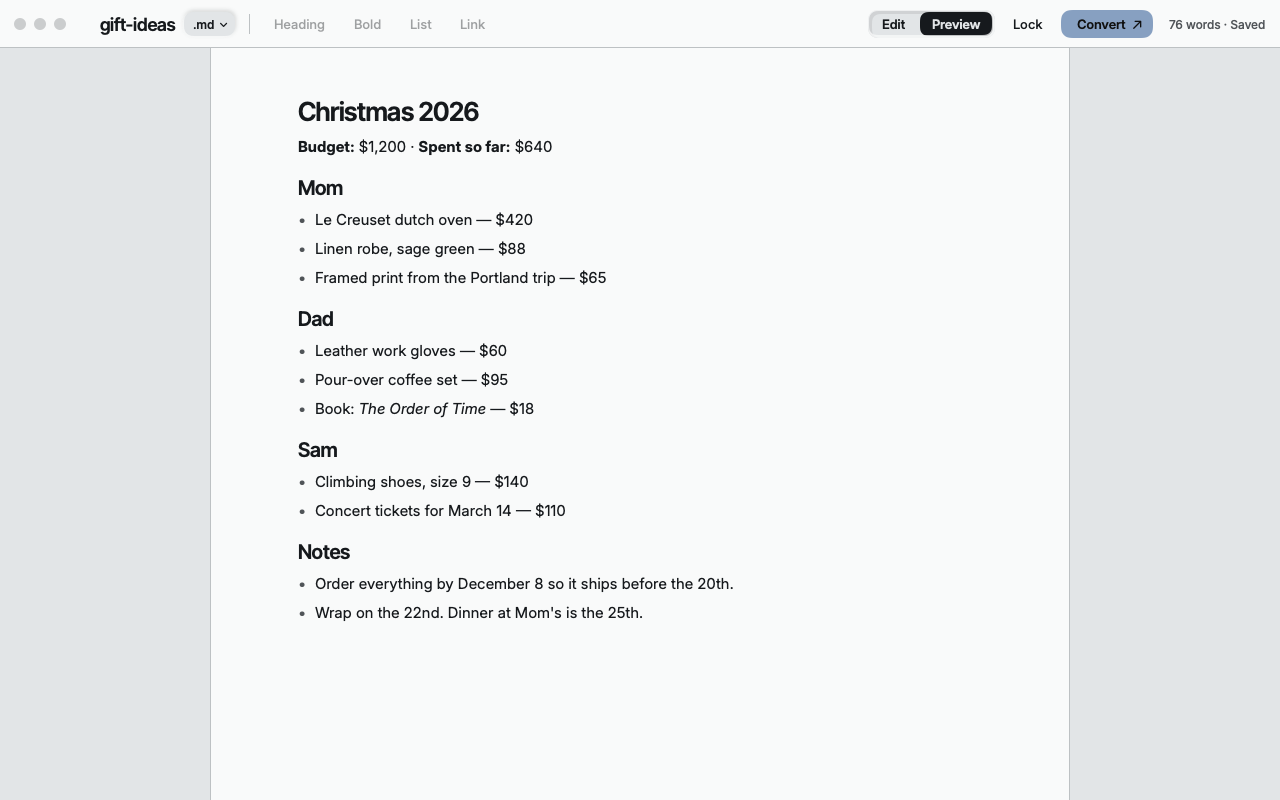 gift-ideas .md Heading Bold List Link Edit Preview Lock Convert ↗ 76 words · Saved
Christmas 2026
Budget: $1,200 · Spent so far: $640
Mom
• Le Creuset dutch oven — $420
• Linen robe, sage green — $88
• Framed print from the Portland trip — $65
Dad
• Leather work gloves — $60
• Pour-over coffee set — $95
• Book: The Order of Time — $18
Sam
• Climbing shoes, size 9 — $140
• Concert tickets for March 14 — $110
Notes
• Order everything by December 8 so it ships before the 20th.
• Wrap on the 22nd. Dinner at Mom's is the 25th.